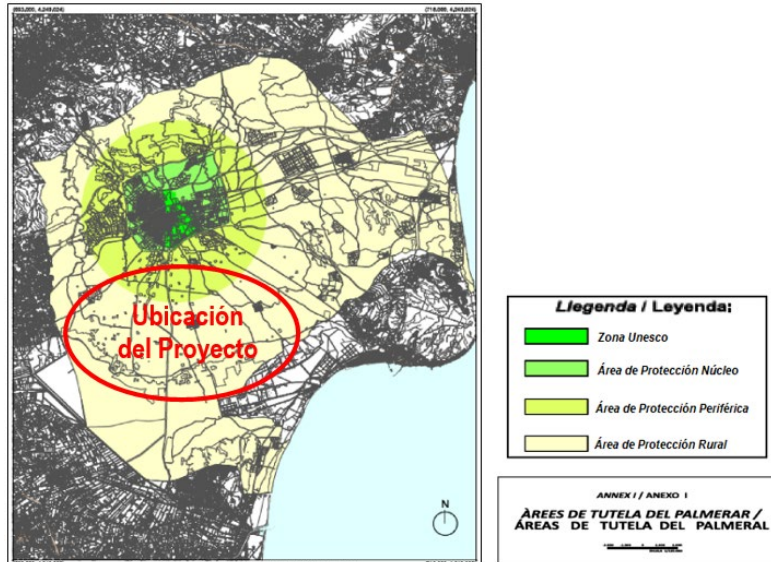 Ubicación
del Proyecto
N
Llegenda / Leyenda:
Zona Unesco
Área de Protección Núcleo
Área de Protección Periférica
Área de Protección Rural
ANNEX I / ANEXO I
ÀREES DE TUTELA DEL PALMERAR /
ÁREAS DE TUTELA DEL PALMERAL